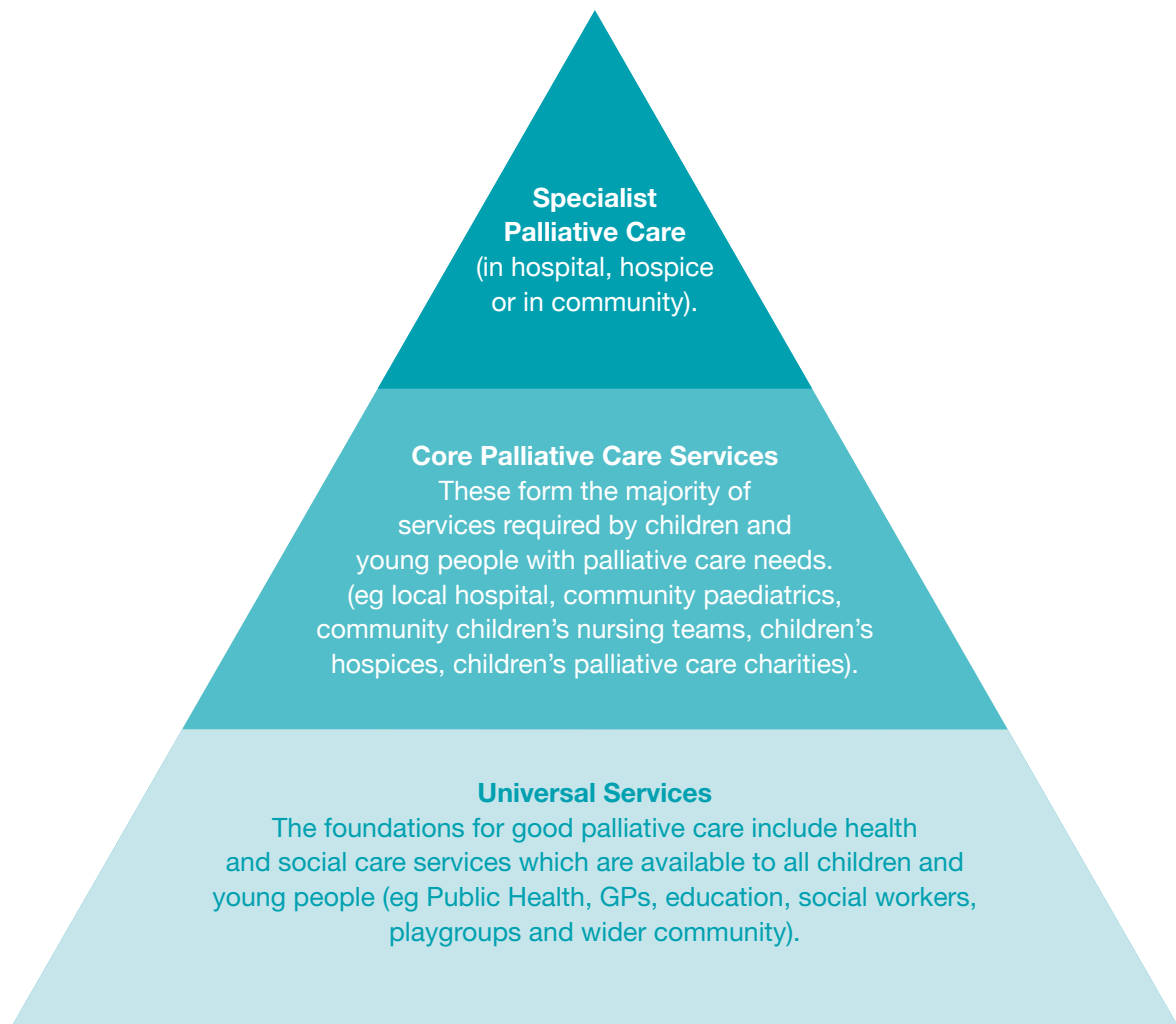 Specialist
Palliative Care
(in hospital, hospice
or in community).
Core Palliative Care Services
These form the majority of
services required by children and
young people with palliative care needs.
(eg local hospital, community paediatrics,
community children’s nursing teams, children’s
hospices, children’s palliative care charities).
Universal Services
The foundations for good palliative care include health
and social care services which are available to all children and
young people (eg Public Health, GPs, education, social workers,
playgroups and wider community).